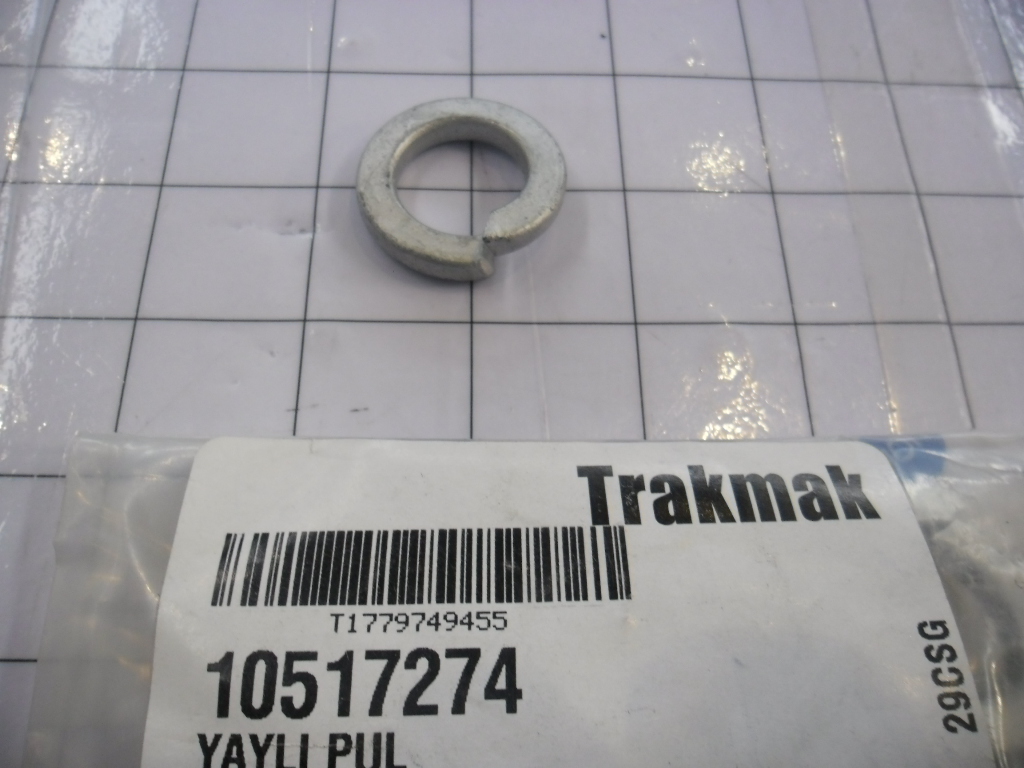 Trakmak
T1779749455
10517274
YAYLI PUL
29CSG